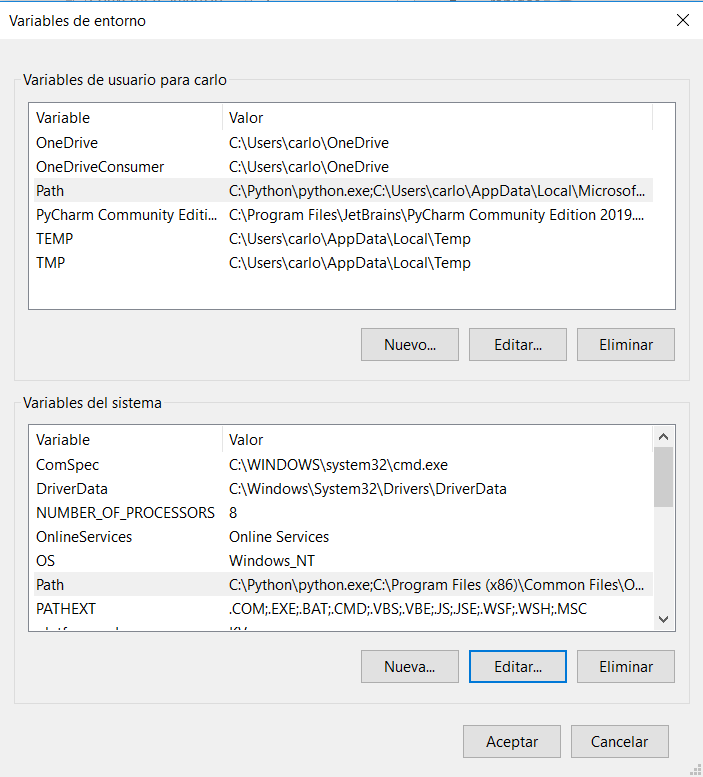 Variables de entorno
Variables de usuario para carlo
Variable Valor
OneDrive C:\Users\carlo\OneDrive
OneDriveConsumer C:\Users\carlo\OneDrive
Path C:\Python\python.exe;C:\Users\carlo\AppData\Local\Microsof...
PyCharm Community Editi... C:\Program Files\JetBrains\PyCharm Community Edition 2019....
TEMP C:\Users\carlo\AppData\Local\Temp
TMP C:\Users\carlo\AppData\Local\Temp
Nuevo... Editar... Eliminar
Variables del sistema
Variable Valor
ComSpec C:\WINDOWS\system32\cmd.exe
DriverData C:\Windows\System32\Drivers\DriverData
NUMBER_OF_PROCESSORS 8
OnlineServices Online Services
OS Windows_NT
Path C:\Python\python.exe;C:\Program Files (x86)\Common Files\O...
PATHEXT .COM;.EXE;.BAT;.CMD;.VBS;.VBE;.JS;.JSE;.WSF;.WSH;.MSC
Nueva... Editar... Eliminar
Aceptar Cancelar